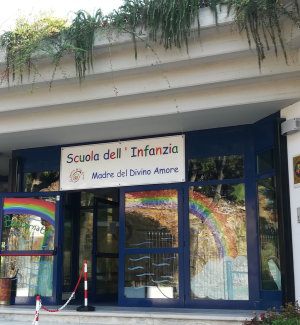 Scuola dell' Infanzia
Madre del Divino Amore